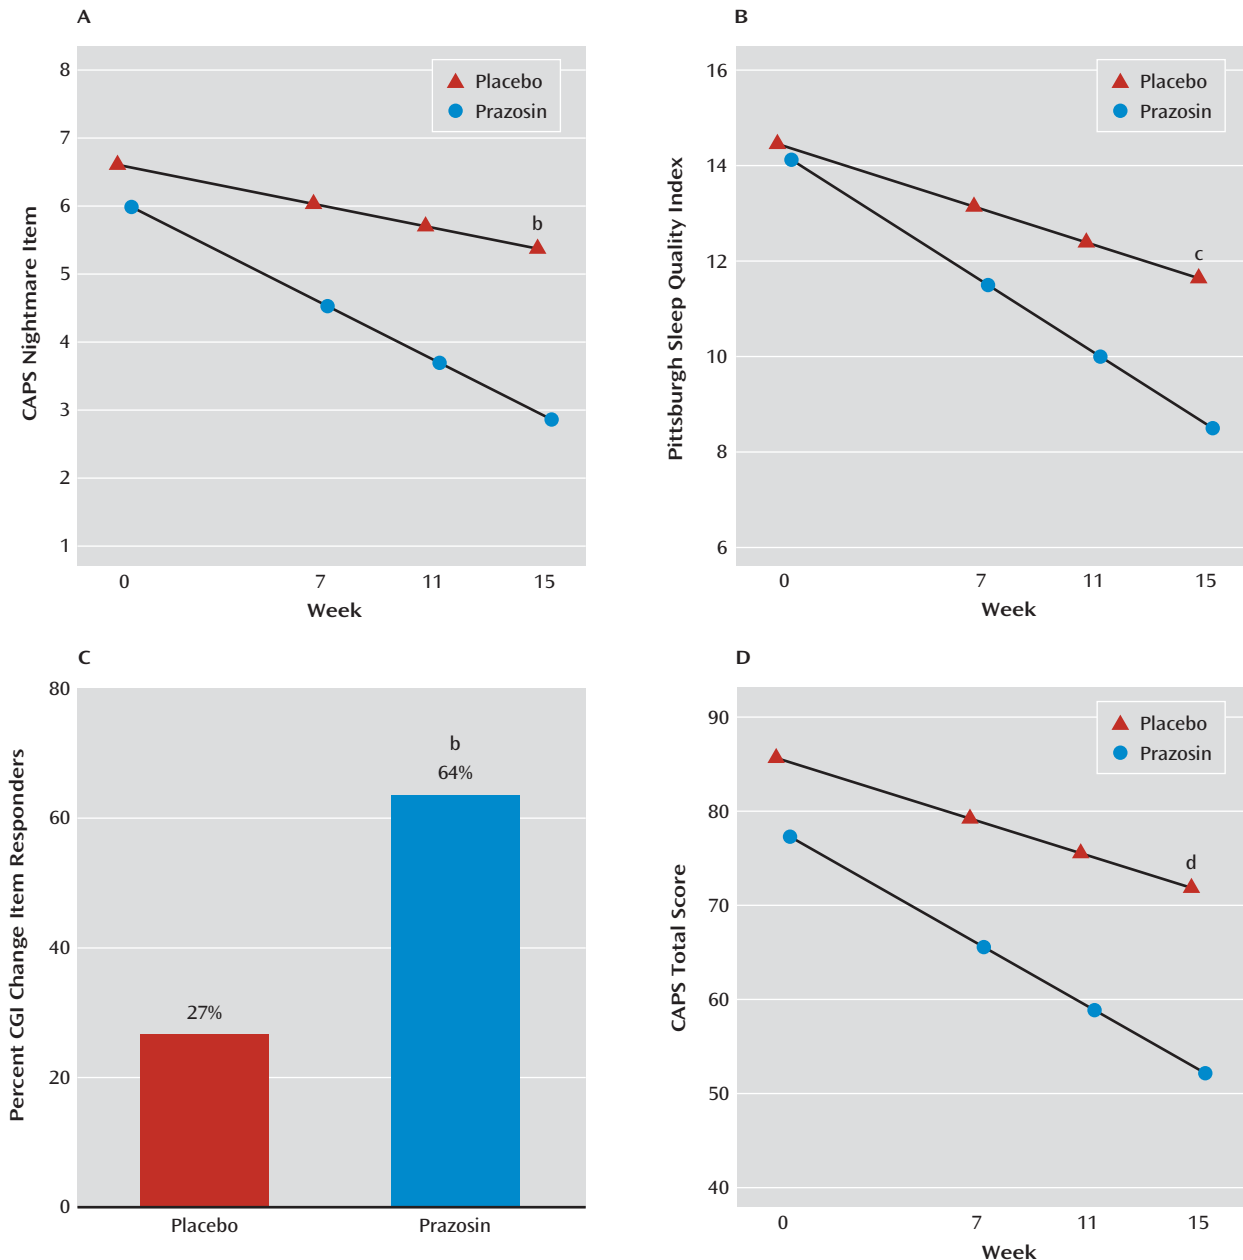 A
CAPS Nightmare Item
8
7
6
5
4
3
2
1
Placebo
Prazosin
b
0 7 11 15
Week
B
Pittsburgh Sleep Quality Index
16
14
12
10
8
6
Placebo
Prazosin
c
0 7 11 15
Week
C
Percent CGI Change Item Responders
80
60
40
20
0
27%
b
64%
Placebo Prazosin
D
CAPS Total Score
90
80
70
60
50
40
Placebo
Prazosin
d
0 7 11 15
Week